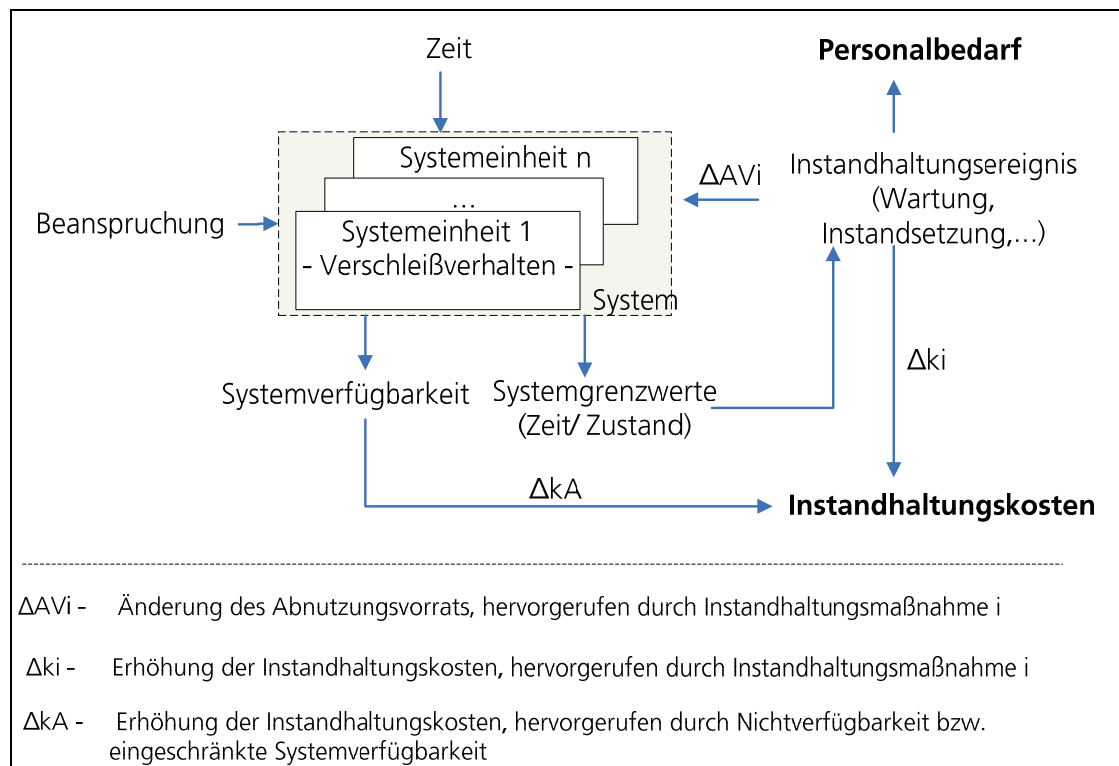 Zeit
Personalbedarf
Systemeinheit n
...
Systemeinheit 1
- Verschleißverhalten -
System
Beanspruchung
ΔAVi
Instandhaltungsereignis
(Wartung,
Instandsetzung,...)
Systemverfügbarkeit
Systemgrenzwerte
(Zeit/ Zustand)
Δki
ΔkA
Instandhaltungskosten
ΔAVi - Änderung des Abnutzungsvorrats, hervorgerufen durch Instandhaltungsmaßnahme i
Δki - Erhöhung der Instandhaltungskosten, hervorgerufen durch Instandhaltungsmaßnahme i
ΔkA - Erhöhung der Instandhaltungskosten, hervorgerufen durch Nichtverfügbarkeit bzw.
eingeschränkte Systemverfügbarkeit